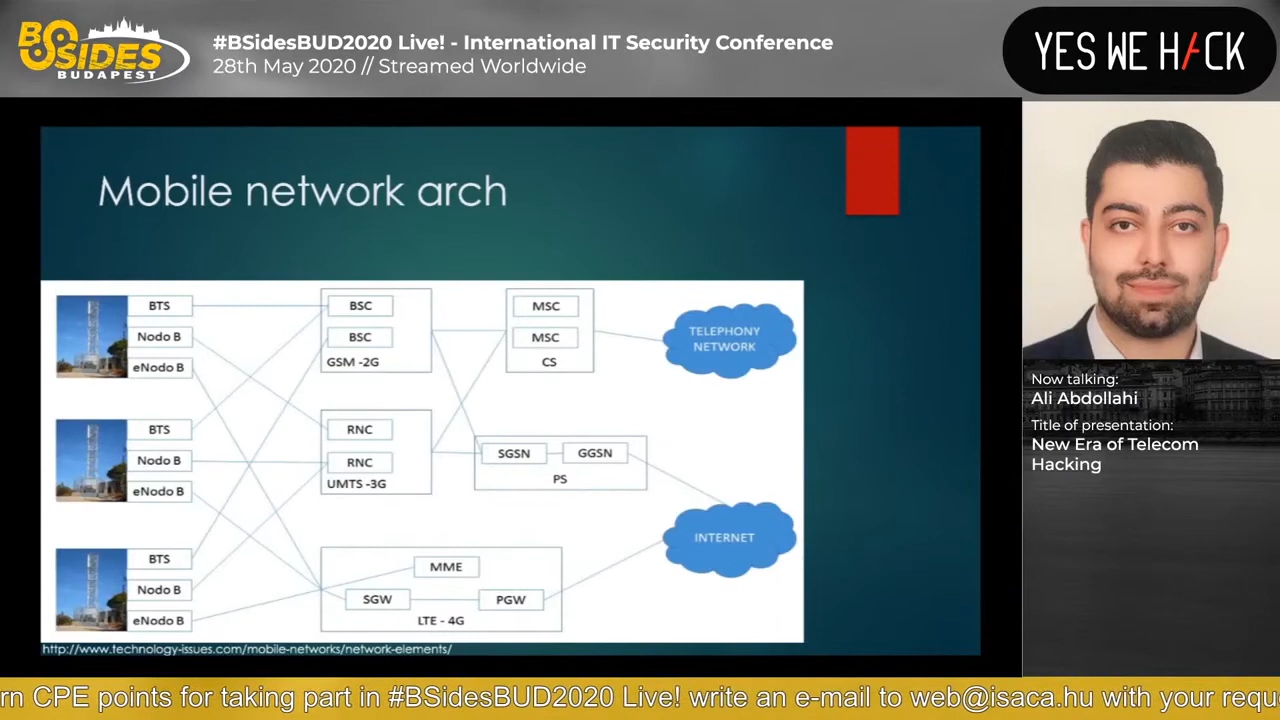 BSIDES
BUDAPEST
#BSidesBUD2020 Live! - International IT Security Conference
28th May 2020 // Streamed Worldwide
YES WE H/CK
Mobile network arch
BTS
Nodo B
eNodo B
BSC
BSC
GSM -2G
MSC
MSC
CS
TELEPHONY
NETWORK
BTS
Nodo B
eNodo B
RNC
RNC
UMTS -3G
SGSN
GGSN
PS
INTERNET
BTS
Nodo B
eNodo B
MME
SGW
PGW
LTE - 4G
http://www.technology-issues.com/mobile-networks/network-elements/
Now talking:
Ali Abdollahi
Title of presentation:
New Era of Telecom
Hacking
rn CPE points for taking part in #BSidesBUD2020 Live! write an e-mail to web@isaca.hu with your requ